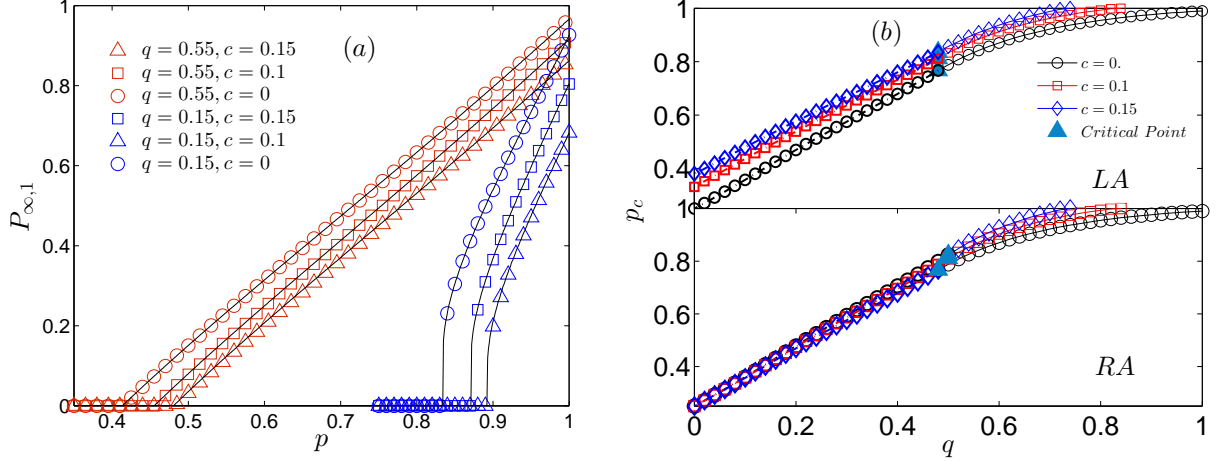 (a)
q = 0.55, c = 0.15
q = 0.55, c = 0.1
q = 0.55, c = 0
q = 0.15, c = 0.15
q = 0.15, c = 0.1
q = 0.15, c = 0
P∞,1
1
0.8
0.6
0.4
0.2
0
0.4 0.5 0.6 0.7 0.8 0.9 1
p
(b)
c = 0.
c = 0.1
c = 0.15
Critical Point
LA
1
0.8
0.6
0.4
1
pc
RA
0.8
0.6
0.4
0 0.2 0.4 0.6 0.8 1
q